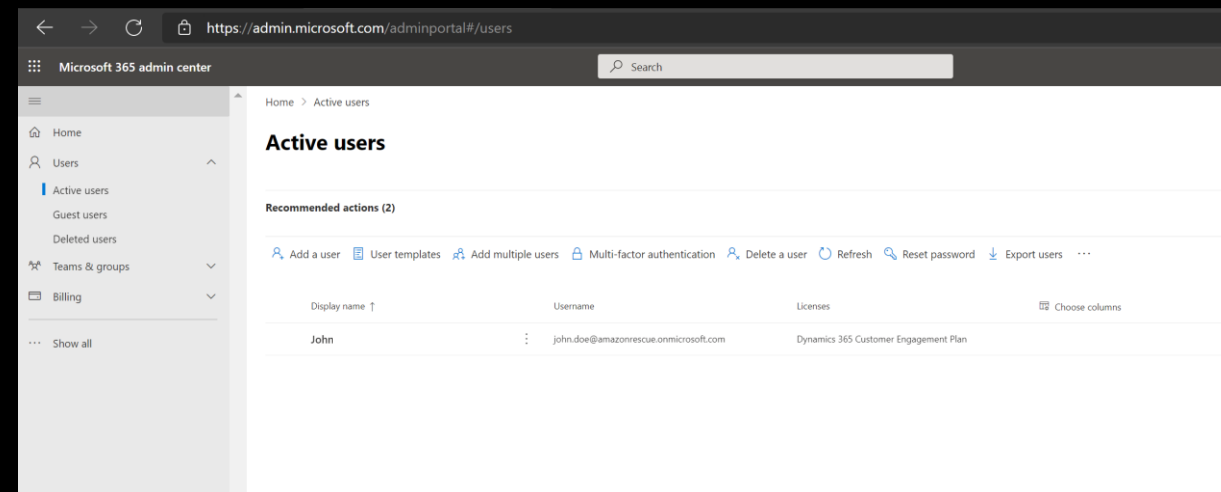 https://admin.microsoft.com/adminportal#/users
Microsoft 365 admin center
Search
Home
Users
Active users
Guest users
Deleted users
Teams & groups
Billing
Show all
Home > Active users
Active users
Recommended actions (2)
Add a user User templates Add multiple users Multi-factor authentication Delete a user Refresh Reset password Export users ...
Display name ↑ Username Licenses Choose columns
John john.doe@amazonrescue.onmicrosoft.com Dynamics 365 Customer Engagement Plan